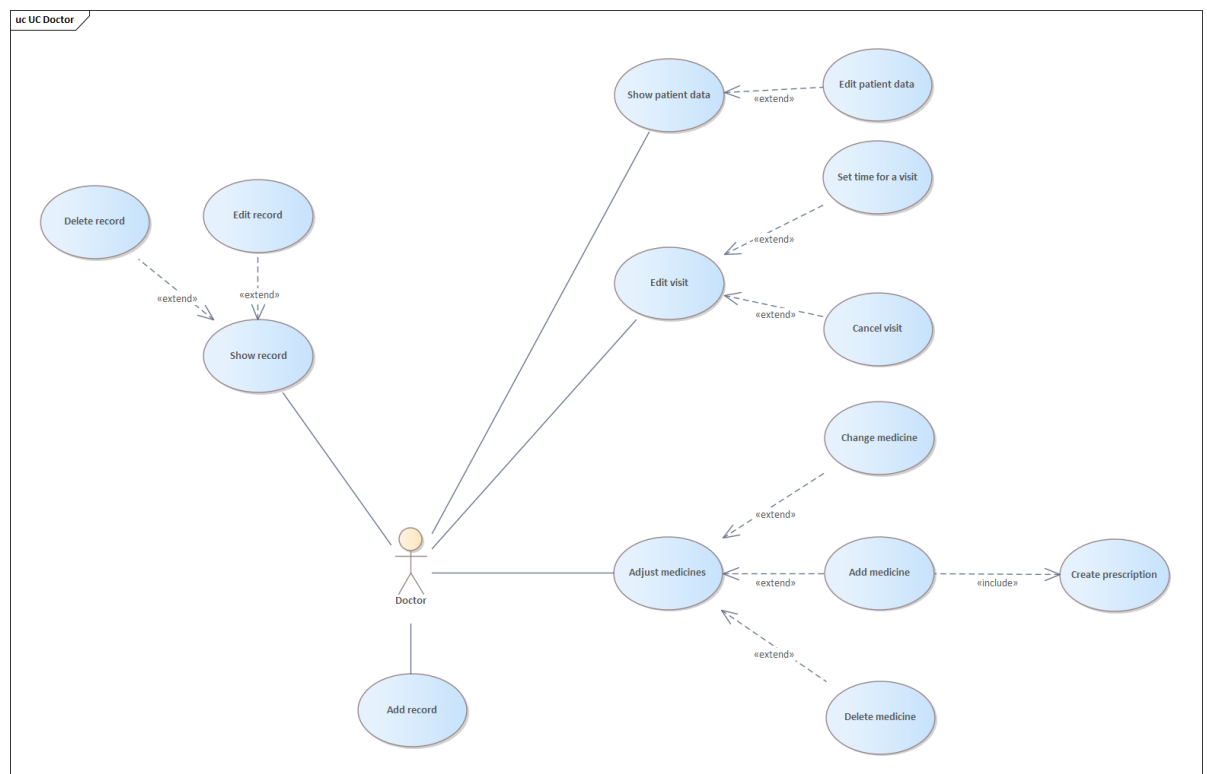 uc UC Doctor
Show patient data
Edit patient data
«extend»
Set time for a visit
Delete record
Edit record
«extend»
Edit visit
«extend»
«extend»
«extend»
Cancel visit
Show record
Change medicine
«extend»
Doctor
Adjust medicines
«extend»
Add medicine
«include»
Create prescription
«extend»
Add record
Delete medicine